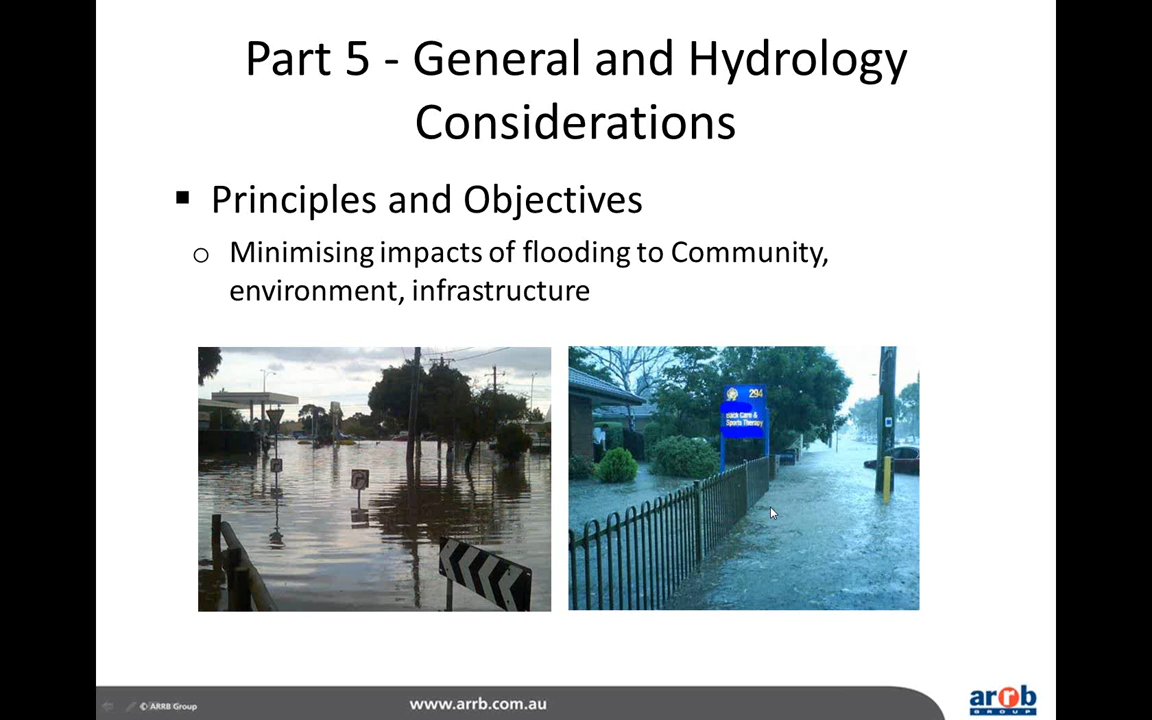 Part 5 - General and Hydrology
Considerations
▪ Principles and Objectives
o Minimising impacts of flooding to Community,
environment, infrastructure
294
Back Care &
Sports Therapy
© ARRB Group
www.arrb.com.au
arrb
GROUP